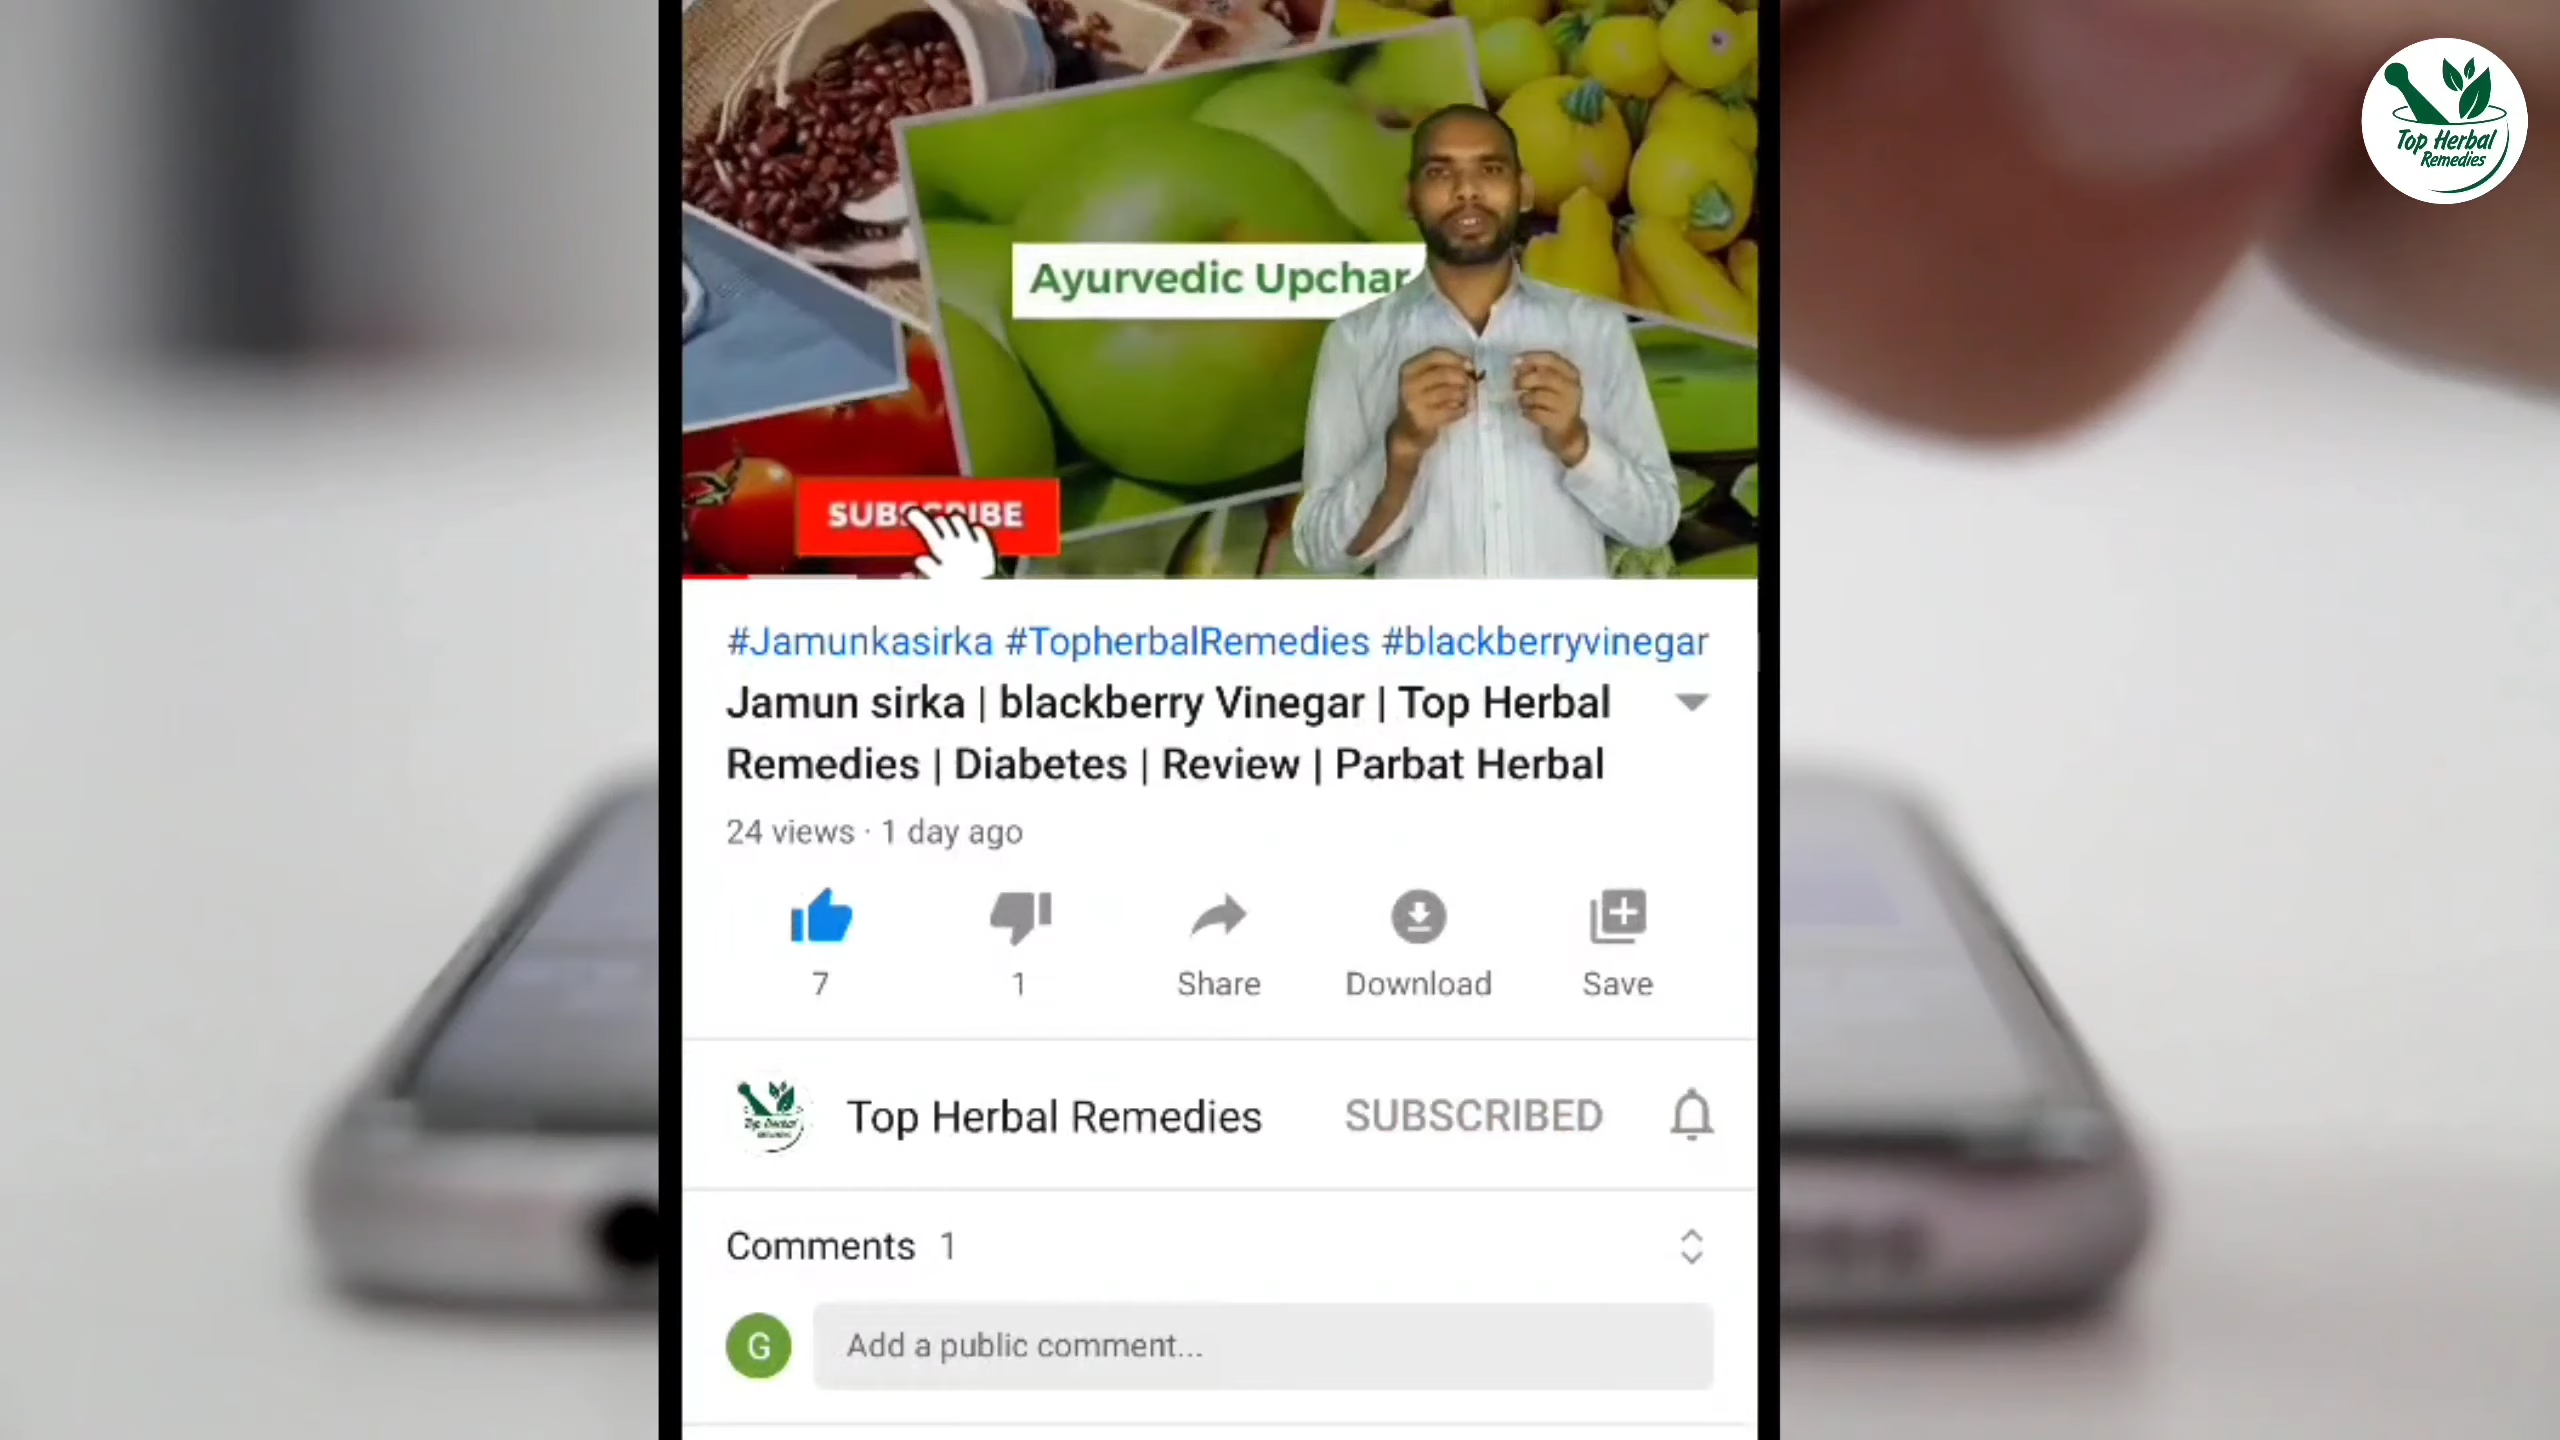 Top Herbal
Remedies
Ayurvedic Upchar
SUBSCRIBE
#Jamunkasirka #TopherbalRemedies #blackberryvinegar
Jamun sirka | blackberry Vinegar | Top Herbal
Remedies | Diabetes | Review | Parbat Herbal
24 views · 1 day ago
7 1 Share Download Save
Top Herbal Remedies SUBSCRIBED
Comments 1
G Add a public comment...